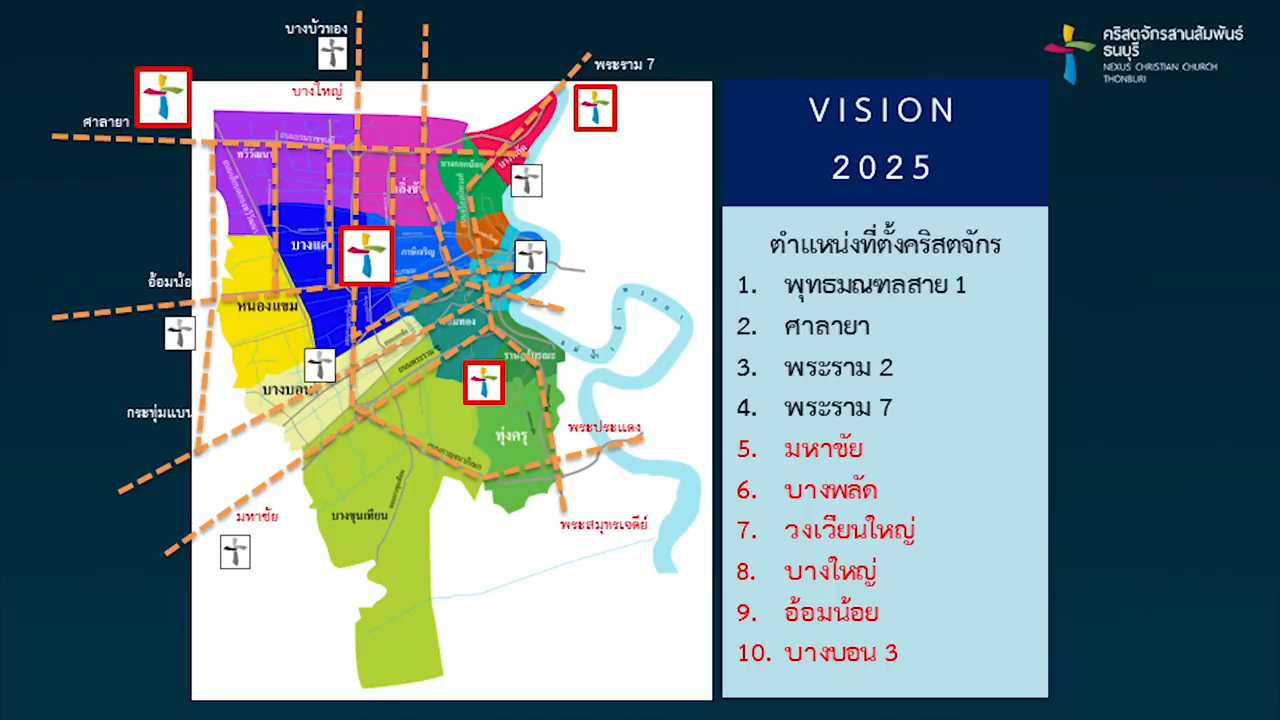 บางบัวทอง
คริสตจักรสานสัมพันธ์
ธนบุรี
NEXUS CHRISTIAN CHURCH
THONBURI
พระราม 7
บางใหญ่
ศาลายา
ทวีวัฒนา
บางกอกน้อย
บางแค
ภาษีเจริญ
อ้อมน้อ
หนองแขม
บางบอน
กระทุ่มแบน
ทุ่งครุ
พระประแดง
มหาชัย
บางขุนเทียน
พระสมุทรเจดีย์
VISION
2025
ตำแหน่งที่ตั้งคริสตจักร
1. พุทธมณฑลสาย 1
2. ศาลายา
3. พระราม 2
4. พระราม 7
5. มหาชัย
6. บางพลัด
7. วงเวียนใหญ่
8. บางใหญ่
9. อ้อมน้อย
10. บางบอน 3